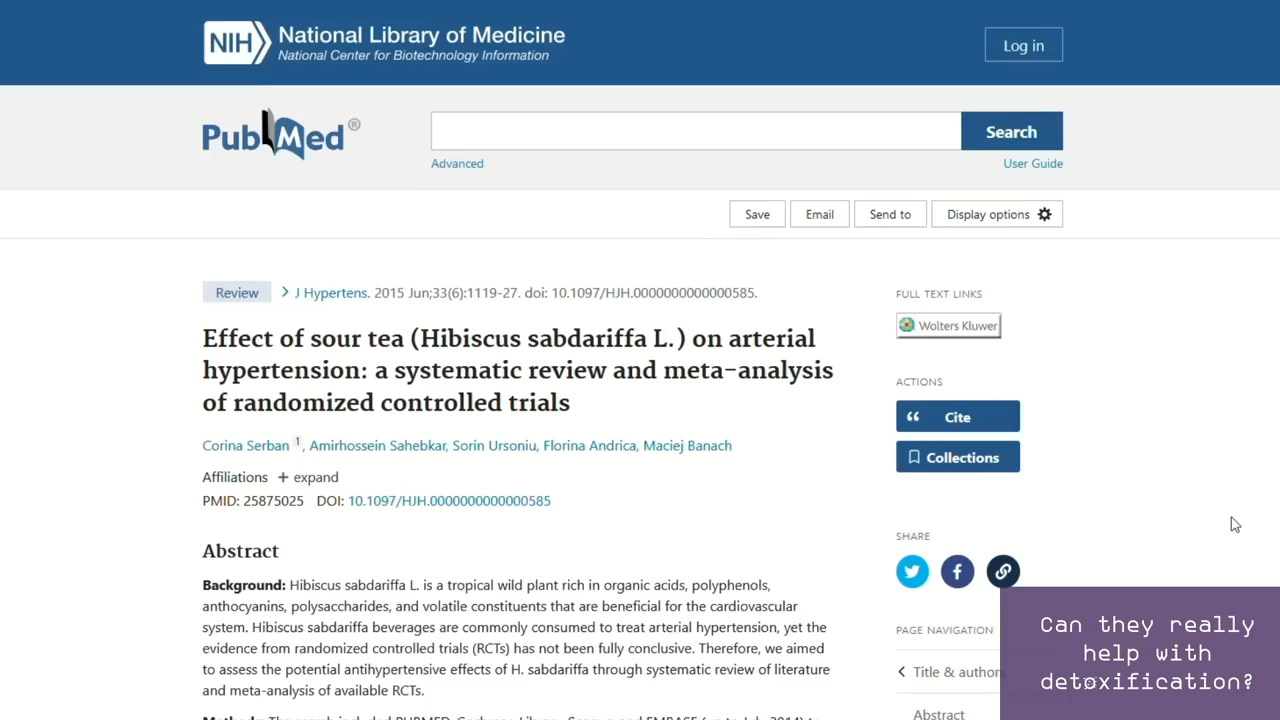 NIH National Library of Medicine
National Center for Biotechnology Information
Log in
PubMed®
Search
Advanced
User Guide
Save
Email
Send to
Display options
Review
J Hypertens. 2015 Jun;33(6):1119-27. doi: 10.1097/HJH.0000000000000585.
Effect of sour tea (Hibiscus sabdariffa L.) on arterial
hypertension: a systematic review and meta-analysis
of randomized controlled trials
Corina Serban 1, Amirhossein Sahebkar, Sorin Ursoniu, Florina Andrica, Maciej Banach
Affiliations + expand
PMID: 25875025 DOI: 10.1097/HJH.0000000000000585
Abstract
Background: Hibiscus sabdariffa L. is a tropical wild plant rich in organic acids, polyphenols,
anthocyanins, polysaccharides, and volatile constituents that are beneficial for the cardiovascular
system. Hibiscus sabdariffa beverages are commonly consumed to treat arterial hypertension, yet the
evidence from randomized controlled trials (RCTs) has not been fully conclusive. Therefore, we aimed
to assess the potential antihypertensive effects of H. sabdariffa through systematic review of literature
and meta-analysis of available RCTs.
FULL TEXT LINKS
Wolters Kluwer
ACTIONS
Cite
Collections
SHARE
PAGE NAVIGATION
Title & author
Abstract
Can they really
help with
detoxification?